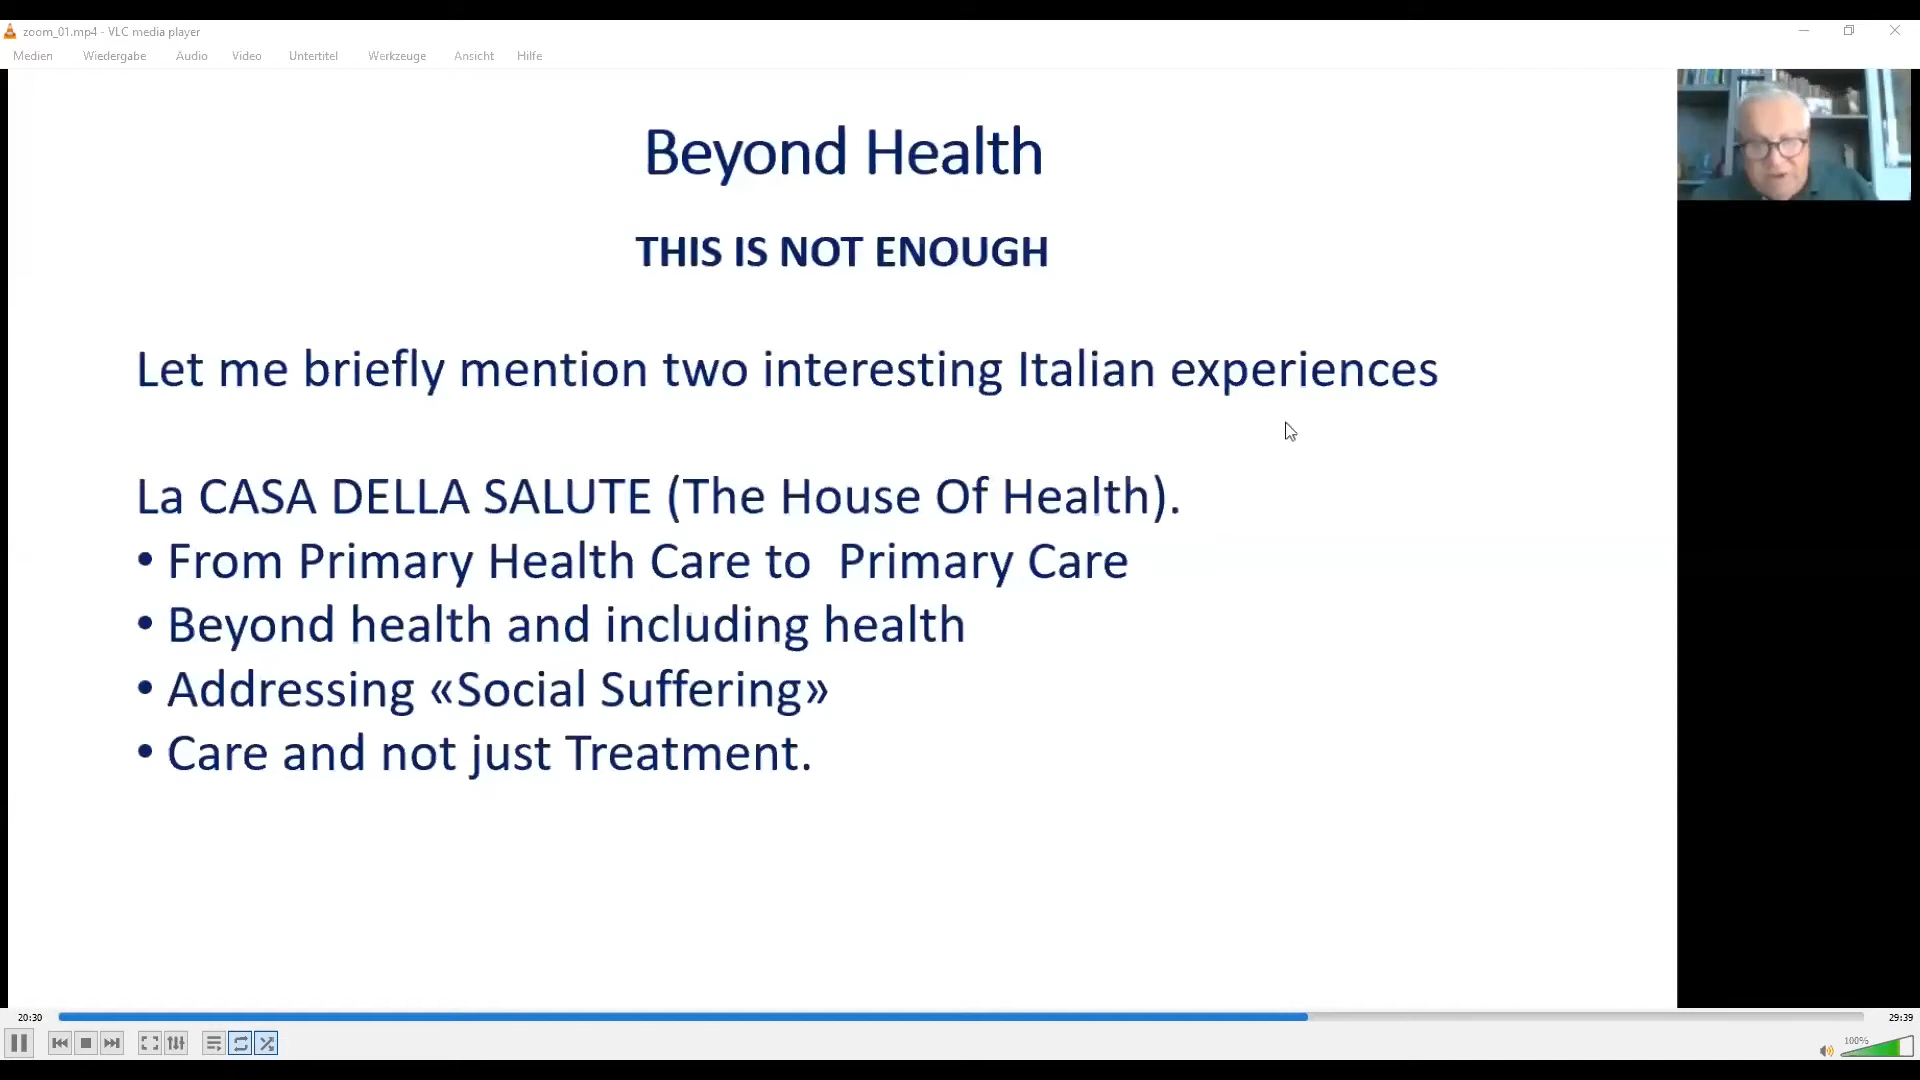 zoom_01.mp4 - VLC media player
Medien Wiedergabe Audio Video Untertitel Werkzeuge Ansicht Hilfe
Beyond Health
THIS IS NOT ENOUGH
Let me briefly mention two interesting Italian experiences
La CASA DELLA SALUTE (The House Of Health).
• From Primary Health Care to  Primary Care
• Beyond health and including health
• Addressing «Social Suffering»
• Care and not just Treatment.
20:30 29:39
100%